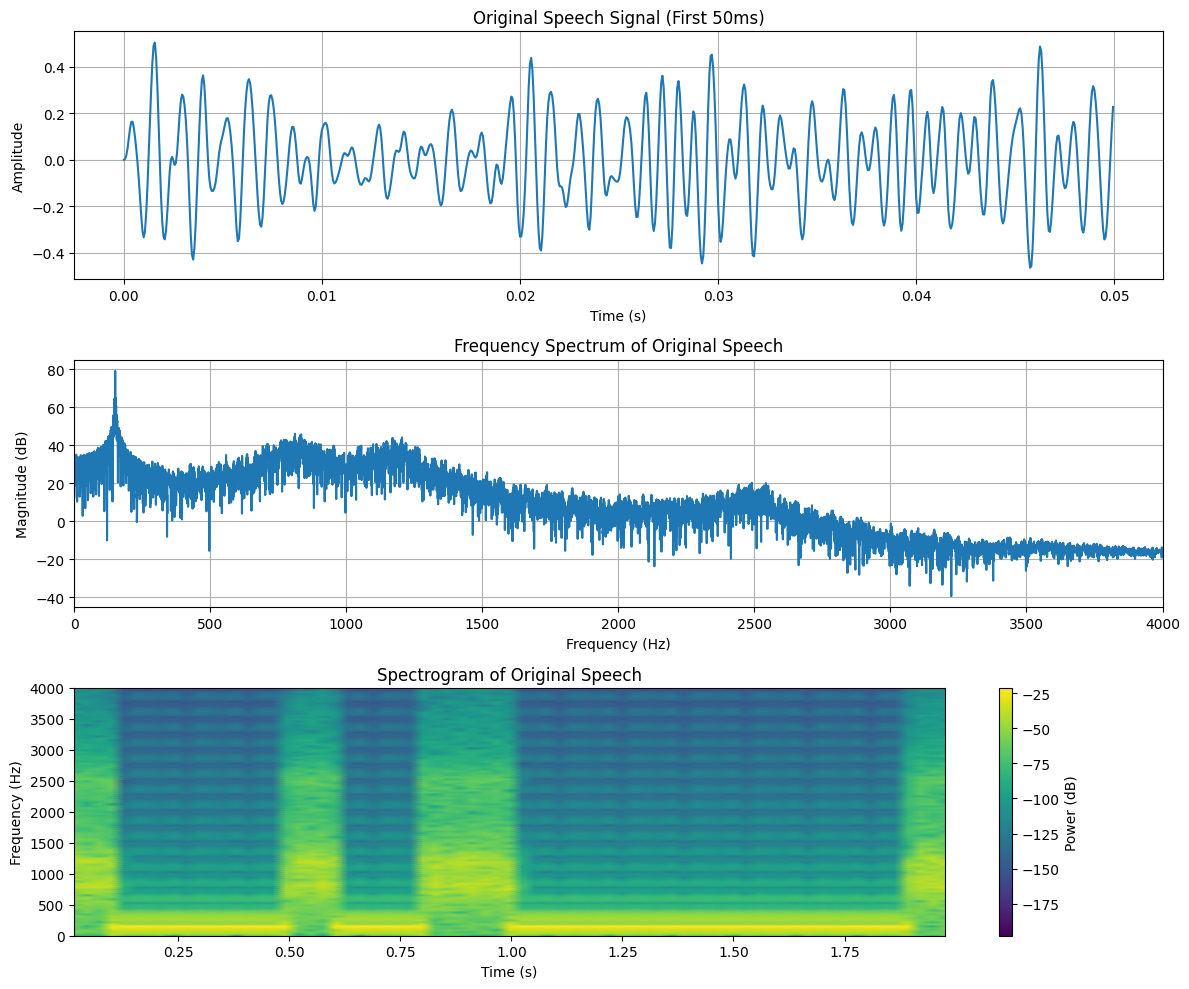 Original Speech Signal (First 50ms)
0.4
0.2
0.0
−0.2
−0.4
Amplitude
0.00 0.01 0.02 0.03 0.04 0.05
Time (s)
Frequency Spectrum of Original Speech
80
60
40
20
0
−20
−40
Magnitude (dB)
0 500 1000 1500 2000 2500 3000 3500 4000
Frequency (Hz)
Spectrogram of Original Speech
4000
3500
3000
2500
2000
1500
1000
500
0
Frequency (Hz)
0.25 0.50 0.75 1.00 1.25 1.50 1.75
Time (s)
−25
−50
−75
−100
−125
−150
−175
Power (dB)